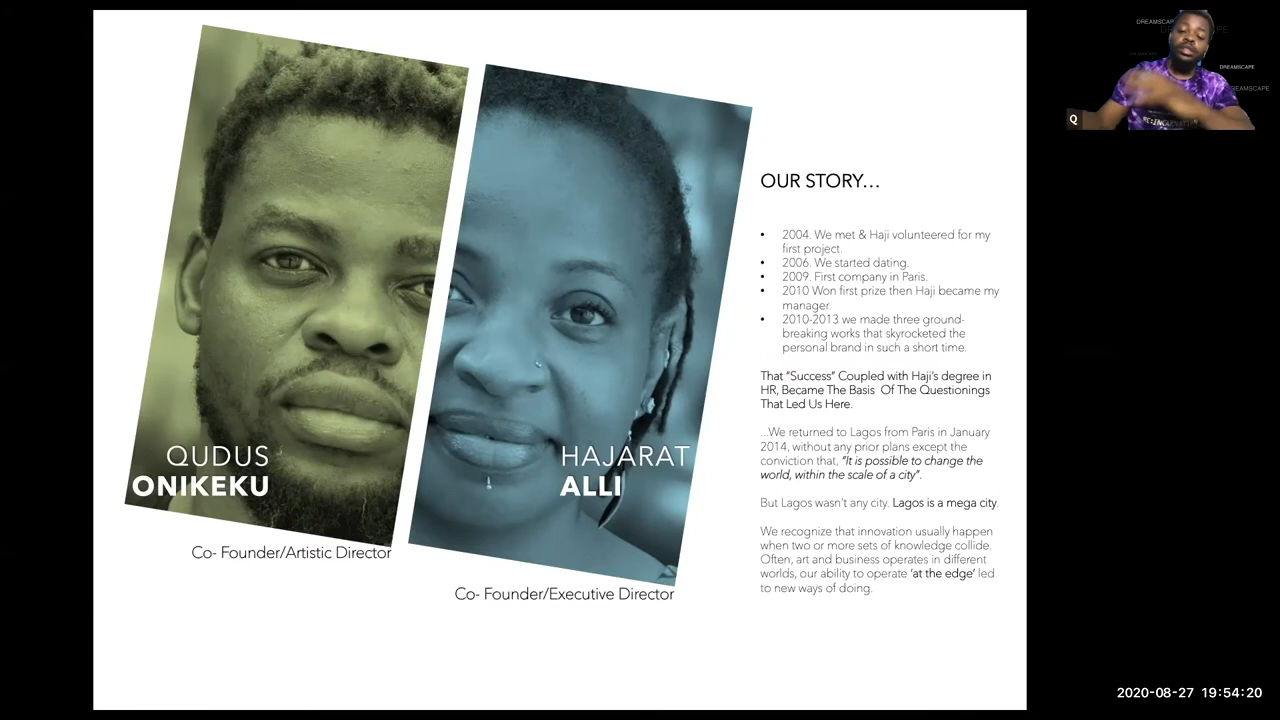 OUR STORY…
• 2004. We met & Haji volunteered for my
first project.
• 2006. We started dating.
• 2009. First company in Paris.
• 2010 Won first prize then Haji became my
manager.
• 2010-2013 we made three ground-
breaking works that skyrocketed the
personal brand in such a short time.
That “Success” Coupled with Haji’s degree in
HR, Became The Basis Of The Questionings
That Led Us Here.
...We returned to Lagos from Paris in January
2014, without any prior plans except the
conviction that, “It is possible to change the
world, within the scale of a city”.
But Lagos wasn't any city. Lagos is a mega city.
We recognize that innovation usually happen
when two or more sets of knowledge collide.
Often, art and business operates in different
worlds, our ability to operate ‘at the edge’ led
to new ways of doing.
QUDUS
ONIKEKU
Co- Founder/Artistic Director
HAJARAT
ALLI
Co- Founder/Executive Director
DREAMSCAPE
Q
2020-08-27 19:54:20